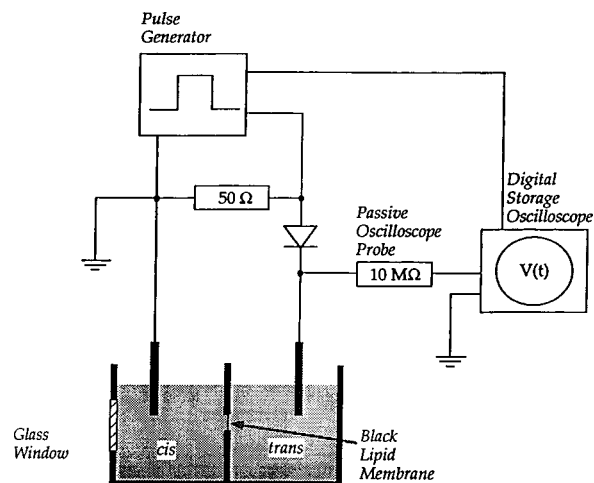 Pulse
Generator
50 Ω
Passive
Oscilloscope
Probe
10 MΩ
Digital
Storage
Oscilloscope
V(t)
Glass
Window
cis
trans
Black
Lipid
Membrane